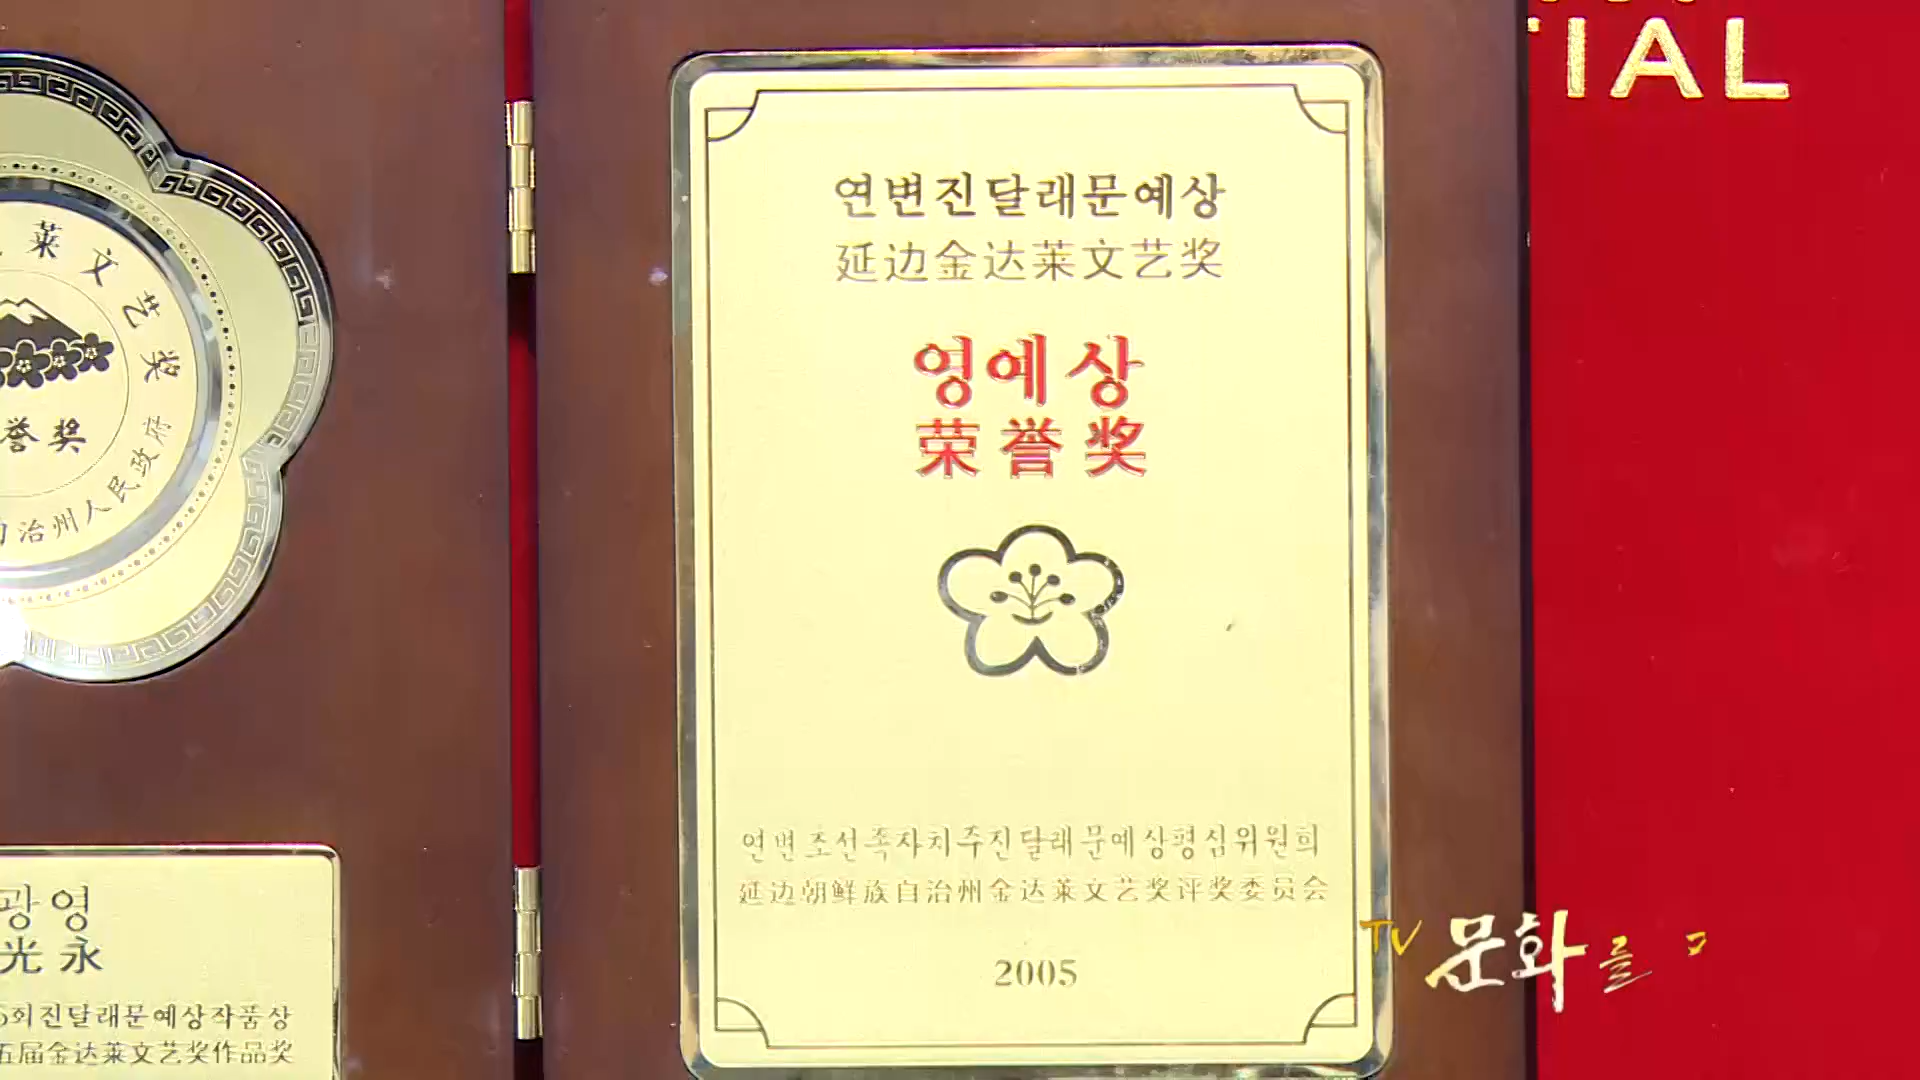 TIAL
莱文艺奖
誉奖
治州人民政府
연변진달래문예상
延边金达莱文艺奖
영예상
荣誉奖
연변조선족자치주진달래문예상평심위원회
延边朝鲜族自治州金达莱文艺奖评奖委员会
2005
광영
光永
5회진달래문예상작품상
五届金达莱文艺奖作品奖
TV 문화를